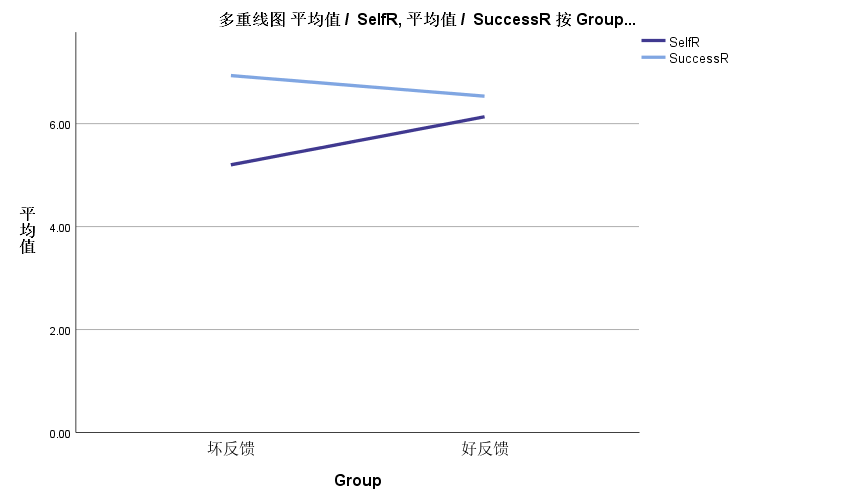 多重线图 平均值 / SelfR, 平均值 / SuccessR 按 Group...
SelfR
SuccessR
6.00
4.00
2.00
0.00
平均值
坏反馈
好反馈
Group